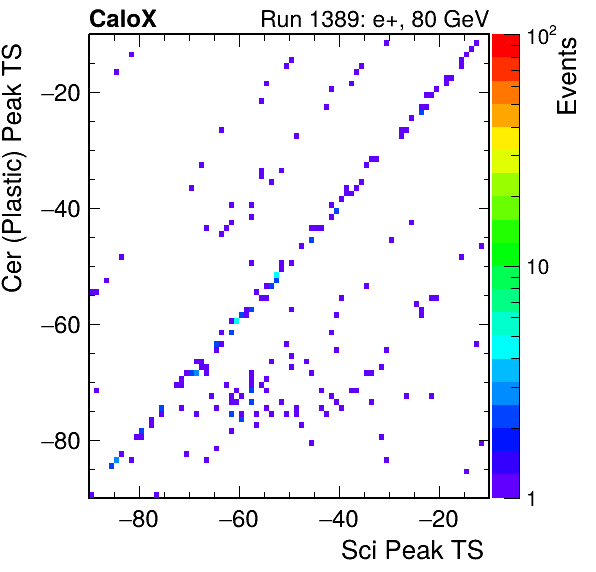 CaloX Run 1389: e+, 80 GeV
Cer (Plastic) Peak TS
−20
−40
−60
−80
−80 −60 −40 −20
Sci Peak TS
10²
10
1
Events